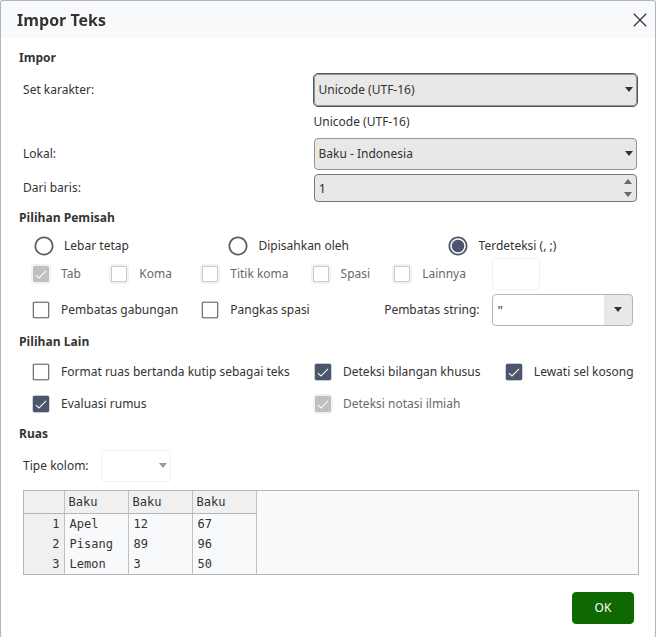 Impor Teks
Impor
Set karakter: Unicode (UTF-16)
Unicode (UTF-16)
Lokal: Baku - Indonesia
Dari baris: 1
Pilihan Pemisah
Lebar tetap Dipisahkan oleh Terdeteksi (, ;)
Tab Koma Titik koma Spasi Lainnya
Pembatas gabungan Pangkas spasi Pembatas string: "
Pilihan Lain
Format ruas bertanda kutip sebagai teks Deteksi bilangan khusus Lewati sel kosong
Evaluasi rumus Deteksi notasi ilmiah
Ruas
Tipe kolom:
Baku Baku Baku
1 Apel 12 67
2 Pisang 89 96
3 Lemon 3 50
OK